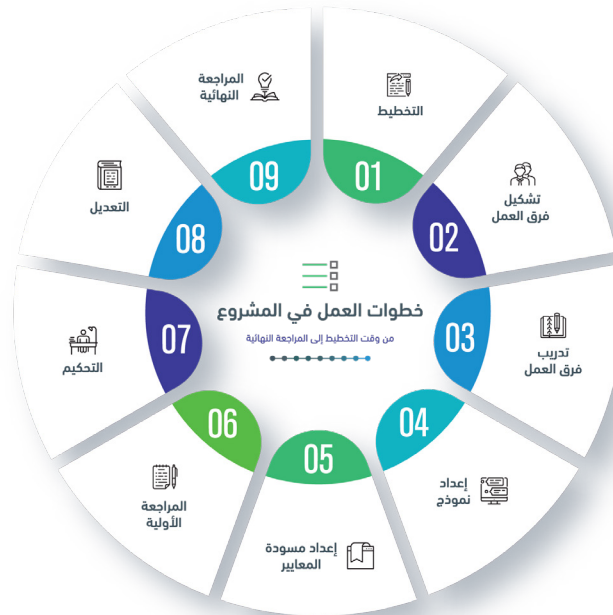 خطوات العمل في المشروع
من وقت التخطيط إلى المراجعة النهائية
01
التخطيط
02
تشكيل
فرق العمل
03
تدريب
فرق العمل
04
إعداد
نموذج
05
إعداد مسودة
المعايير
06
المراجعة
الأولية
07
التحكيم
08
التعديل
09
المراجعة
النهائية